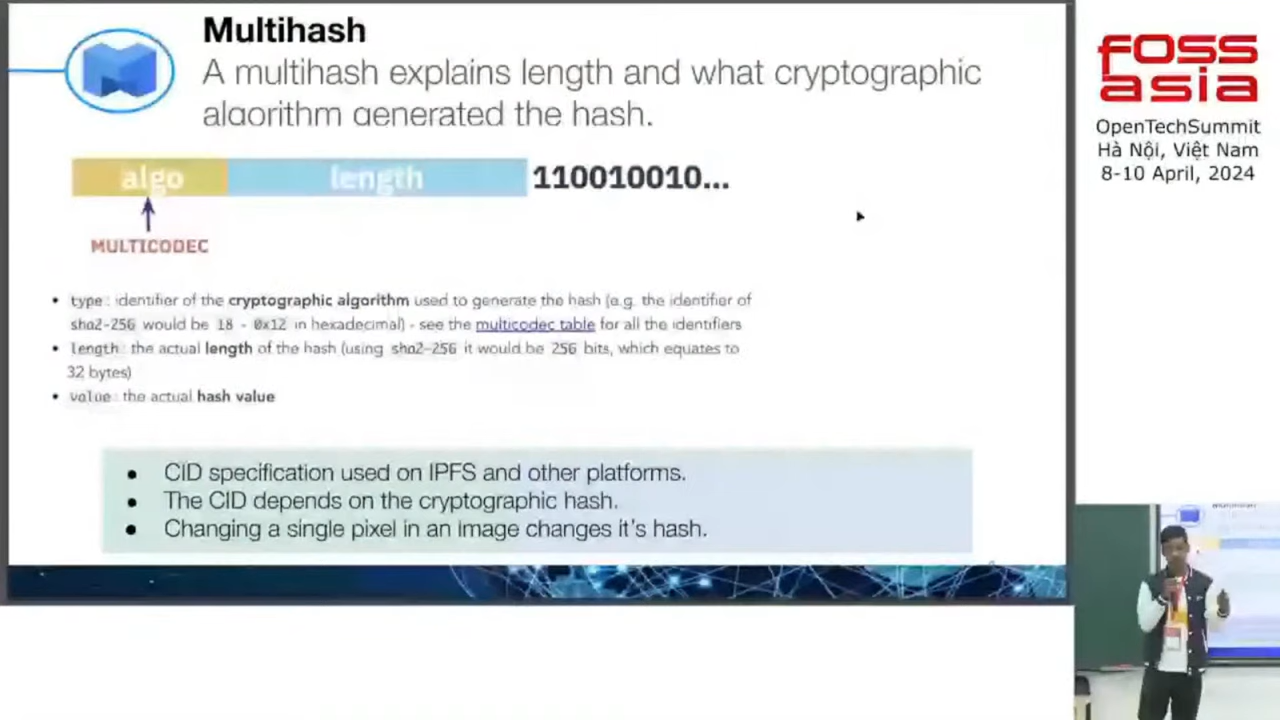 Multihash
A multihash explains length and what cryptographic
algorithm generated the hash.
algo
length
110010010...
MULTICODEC
• type : identifier of the cryptographic algorithm used to generate the hash (e.g. the identifier of
sha2-256 would be 18 - 0x12 in hexadecimal) - see the multicodec table for all the identifiers
• length : the actual length of the hash (using sha2-256 it would be 256 bits, which equates to
32 bytes)
• value : the actual hash value
• CID specification used on IPFS and other platforms.
• The CID depends on the cryptographic hash.
• Changing a single pixel in an image changes it's hash.
FOSS
asia
OpenTechSummit
Hà Nội, Việt Nam
8-10 April, 2024